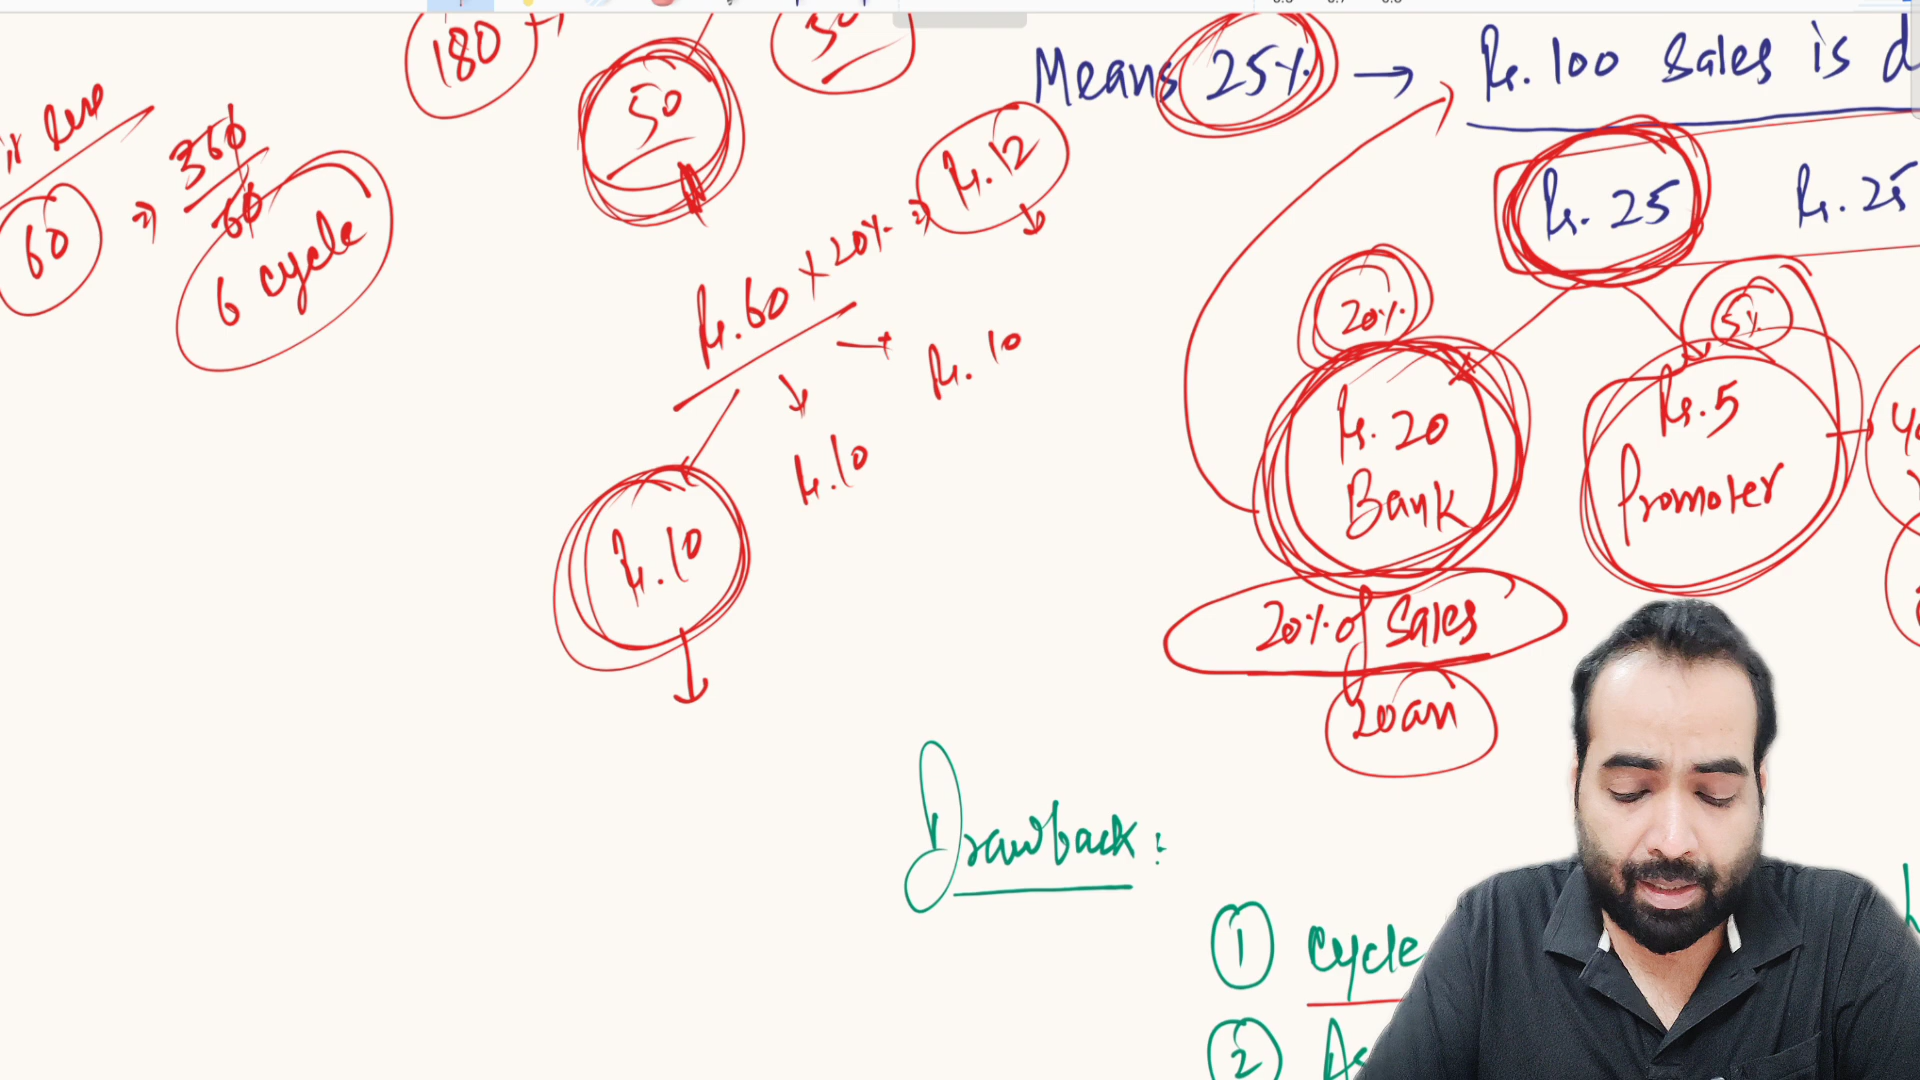 180
50
Means 25% → Rs. 100 Sales is d
60 ⇒ 360/60
6 cycle
Rs. 60 x 20% ⇒ Rs. 12
→ Rs. 10
Rs. 10
Rs. 10
Rs. 25
Rs. 25
20%
5%
Rs. 20
Bank
Rs. 5
Promoter
20% of Sales
Loan
Drawback:
① Cycle
②